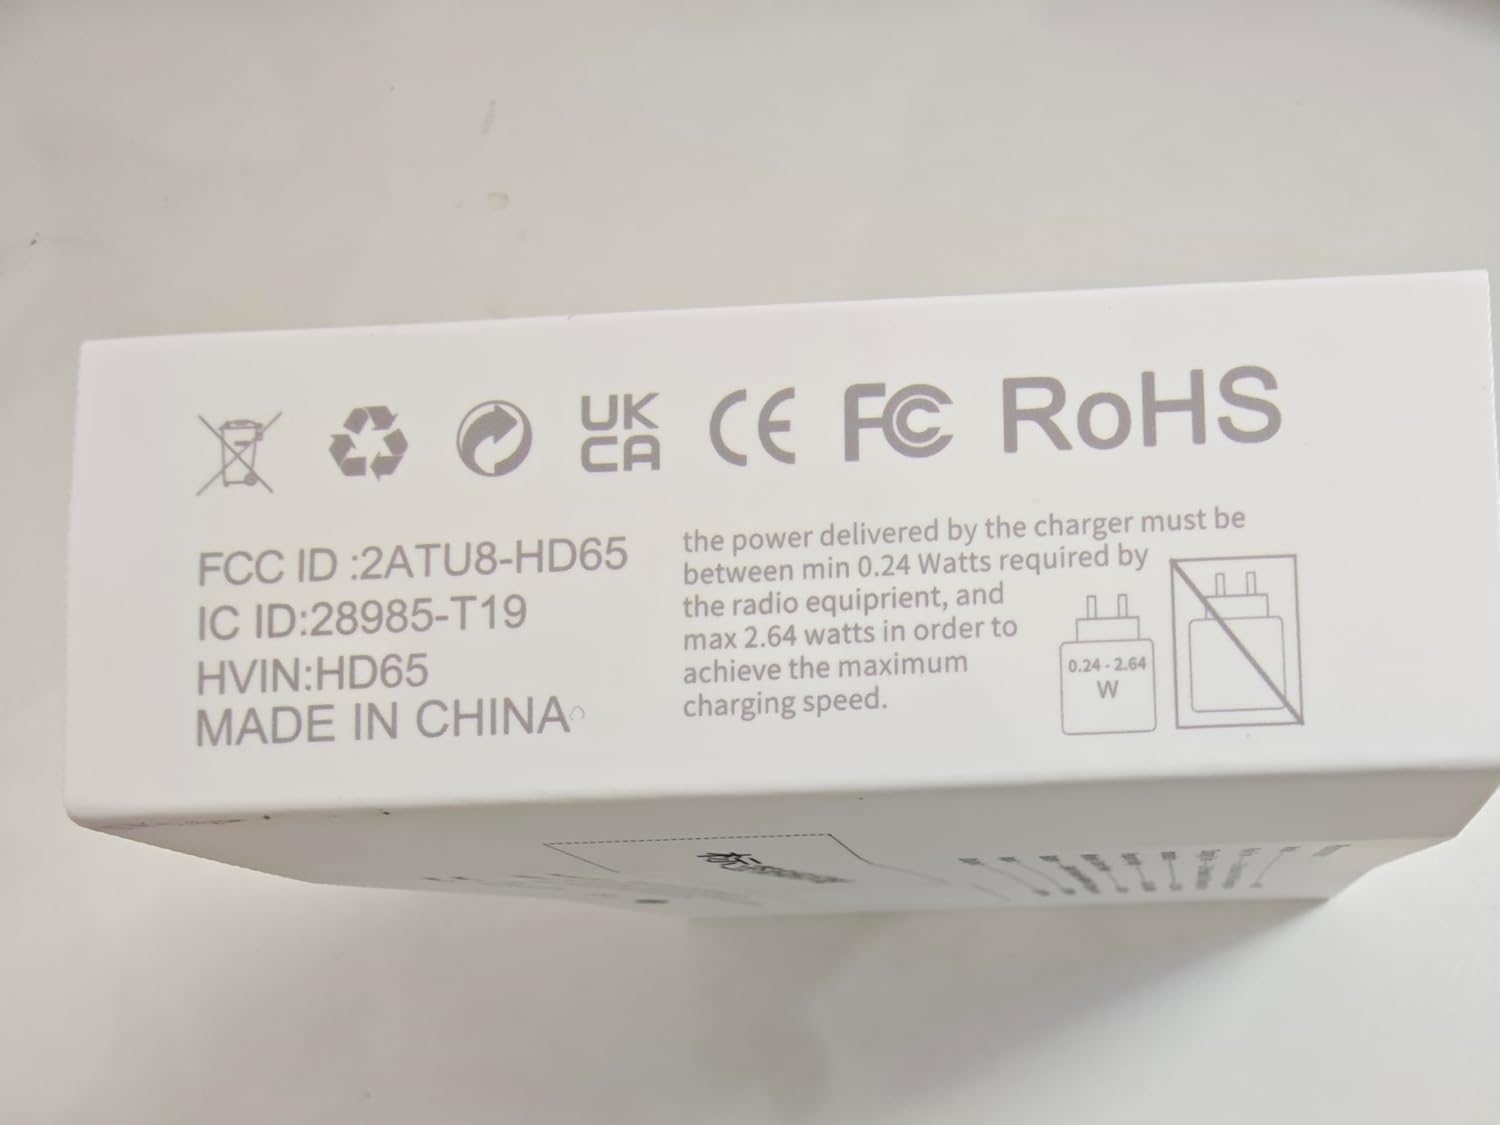 UK
CA
CE
FC
RoHS
FCC ID :2ATU8-HD65
IC ID:28985-T19
HVIN:HD65
MADE IN CHINA
the power delivered by the charger must be
between min 0.24 Watts required by
the radio equiprient, and
max 2.64 watts in order to
achieve the maximum
charging speed.
0.24 - 2.64
W